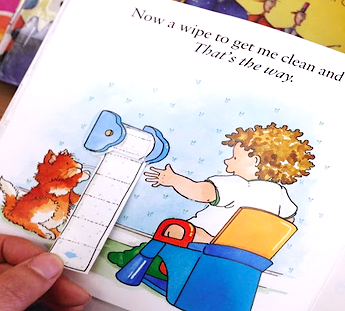 Now a wipe to get me clean and
That's the way.